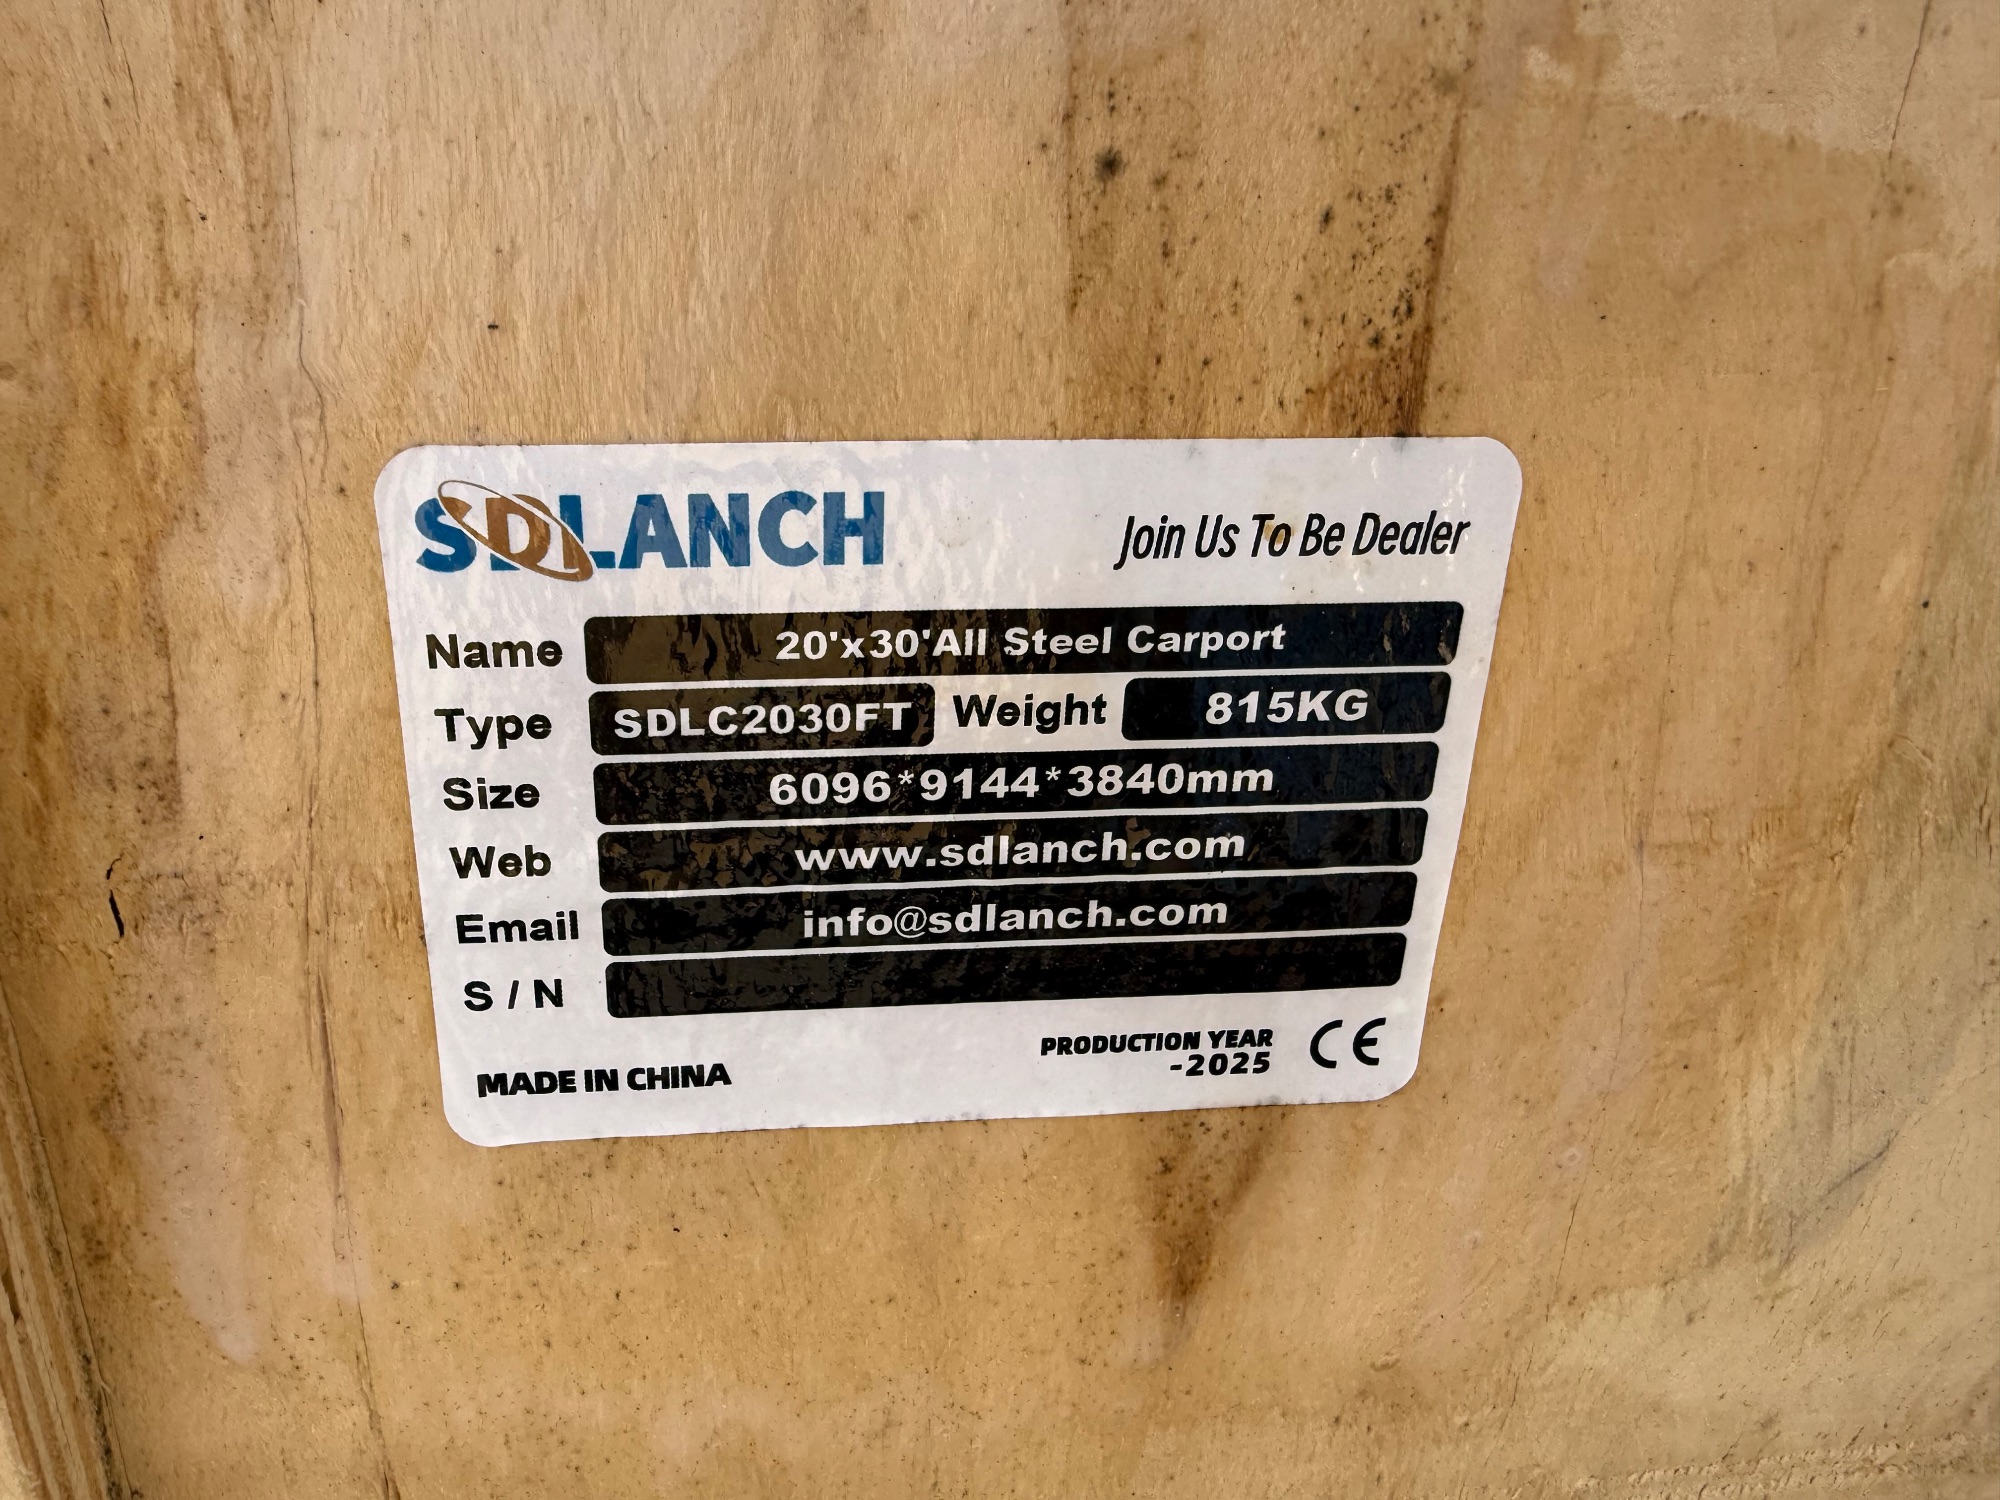 SDLANCH
Join Us To Be Dealer
Name 20'x30'All Steel Carport
Type SDLC2030FT Weight 815KG
Size 6096*9144*3840mm
Web www.sdlanch.com
Email info@sdlanch.com
S / N
MADE IN CHINA
PRODUCTION YEAR
-2025
CE